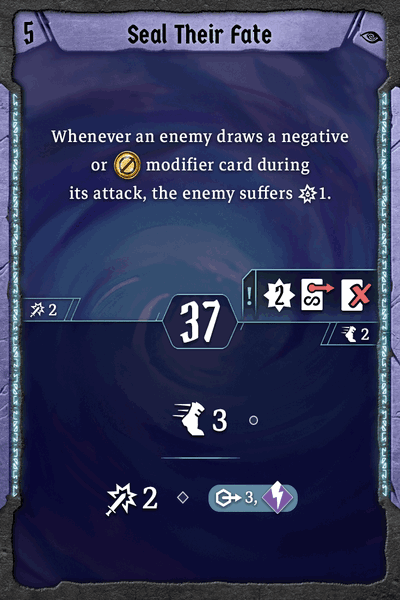 5 Seal Their Fate
Whenever an enemy draws a negative
or modifier card during
its attack, the enemy suffers 1.
2
! 2
37
2
3
2 3,